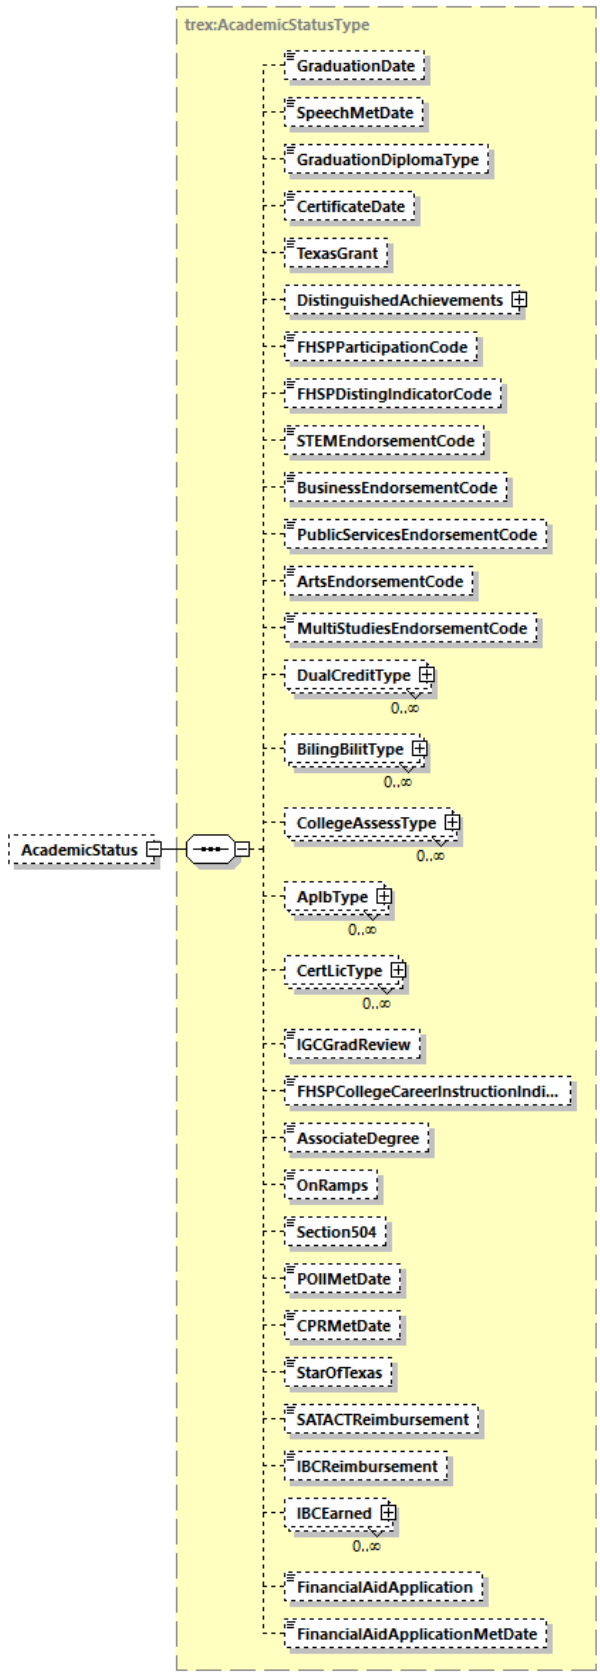 trex:AcademicStatusType
GraduationDate
SpeechMetDate
GraduationDiplomaType
CertificateDate
TexasGrant
DistinguishedAchievements
FHSPParticipationCode
FHSPDistingIndicatorCode
STEMEndorsementCode
BusinessEndorsementCode
PublicServicesEndorsementCode
ArtsEndorsementCode
MultiStudiesEndorsementCode
DualCreditType
0..∞
BilingBilitType
0..∞
CollegeAssessType
0..∞
AcademicStatus
ApIbType
0..∞
CertLicType
0..∞
IGCGradReview
FHSPCollegeCareerInstructionIndi...
AssociateDegree
OnRamps
Section504
POIIMetDate
CPRMetDate
StarOfTexas
SATACTReimbursement
IBCReimbursement
IBCEarned
0..∞
FinancialAidApplication
FinancialAidApplicationMetDate